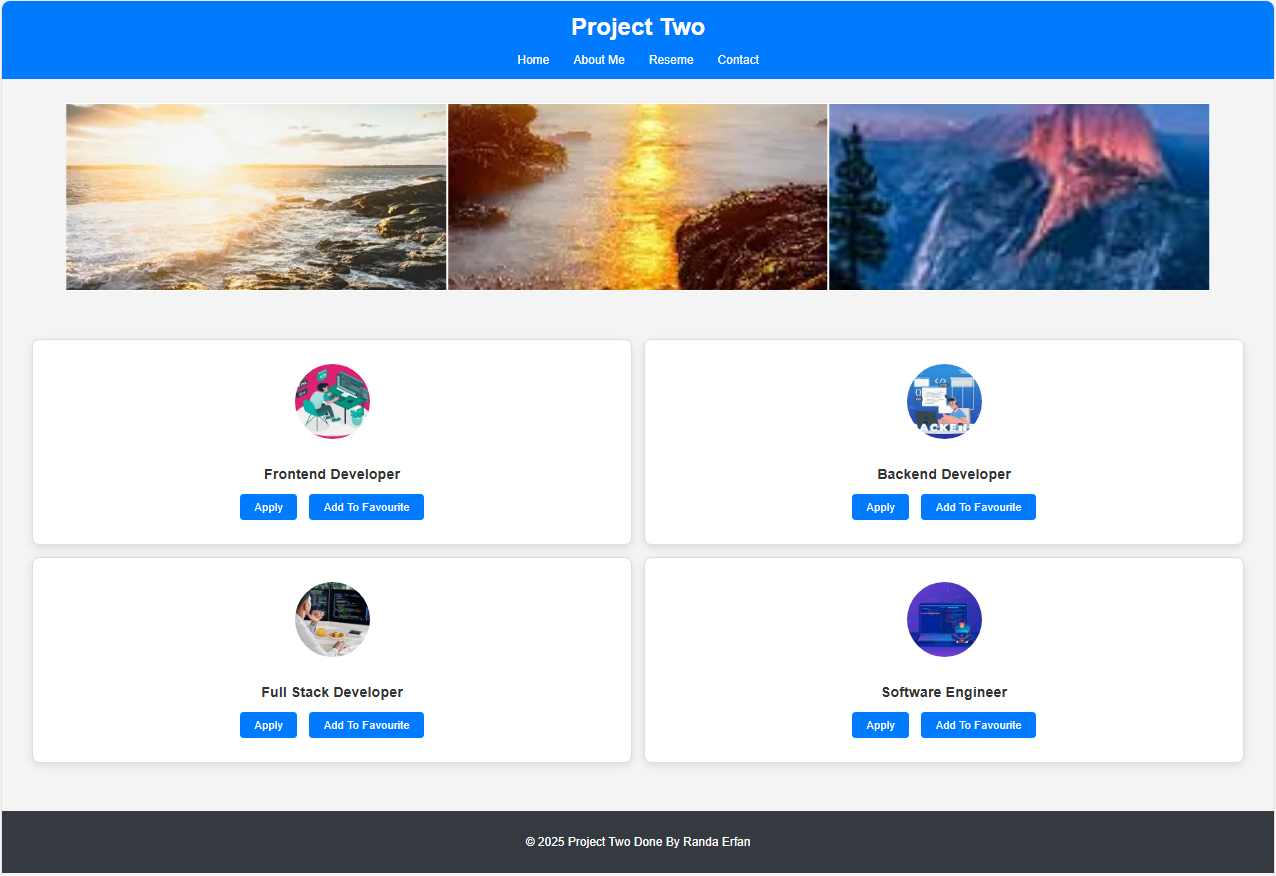 Project Two
Home About Me Reseme Contact
Frontend Developer
Apply Add To Favourite
Backend Developer
Apply Add To Favourite
Full Stack Developer
Apply Add To Favourite
Software Engineer
Apply Add To Favourite
© 2025 Project Two Done By Randa Erfan